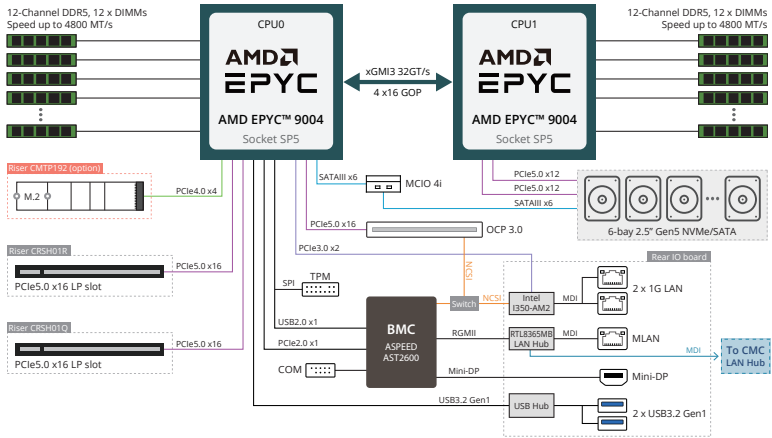 12-Channel DDR5, 12 x DIMMs
Speed up to 4800 MT/s
CPU0
AMD
EPYC
AMD EPYC™ 9004
Socket SP5
xGMI3 32GT/s
4 x16 GOP
CPU1
AMD
EPYC
AMD EPYC™ 9004
Socket SP5
12-Channel DDR5, 12 x DIMMs
Speed up to 4800 MT/s
Riser CMTP192 (option)
M.2
PCIe4.0 x4
SATAIII x6
MCIO 4i
PCIe5.0 x12
PCIe5.0 x12
SATAIII x6
6-bay 2.5" Gen5 NVMe/SATA
PCIe5.0 x16
OCP 3.0
PCIe3.0 x2
Riser CRSH01R
PCIe5.0 x16
PCIe5.0 x16 LP slot
NCSI
Rear IO board
SPI
TPM
Switch
NCSI
Intel
I350-AM2
MDI
2 x 1G LAN
Riser CRSH01Q
PCIe5.0 x16
PCIe5.0 x16 LP slot
USB2.0 x1
PCIe2.0 x1
COM
BMC
ASPEED
AST2600
RGMII
RTL8365MB
LAN Hub
MDI
MLAN
MDI
To CMC
LAN Hub
Mini-DP
Mini-DP
USB3.2 Gen1
USB Hub
2 x USB3.2 Gen1